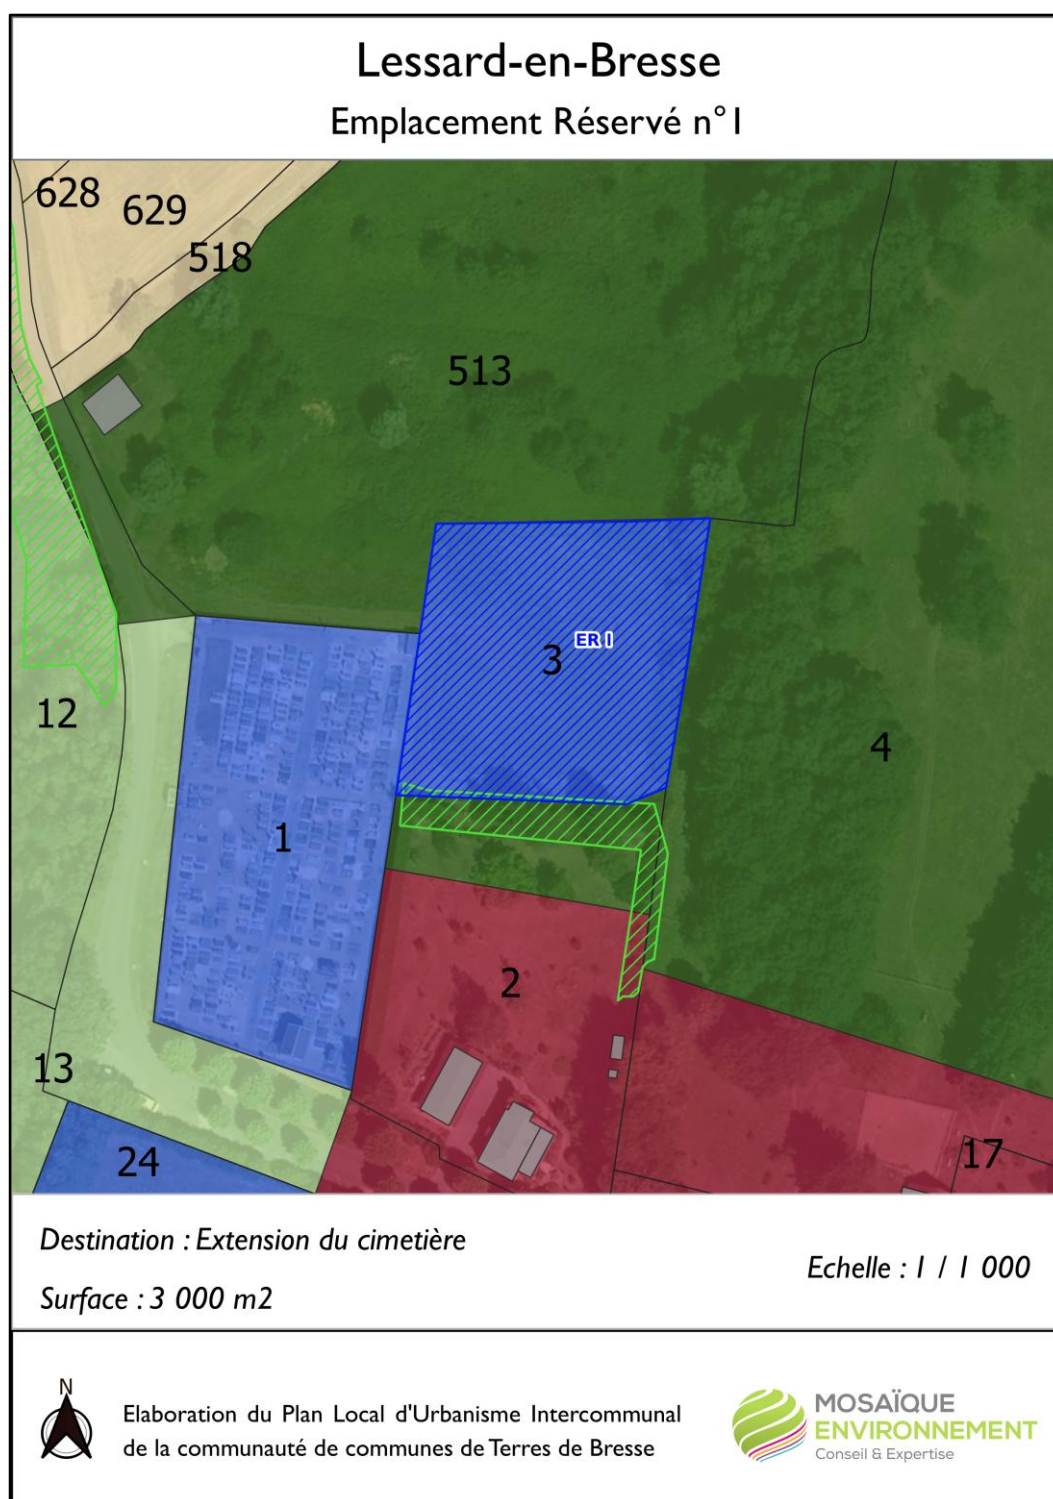 Lessard-en-Bresse
Emplacement Réservé n°1
628
629
518
513
ER 1
3
12
4
1
2
13
17
24
Destination : Extension du cimetière
Echelle : 1 / 1 000
Surface : 3 000 m2
N
Elaboration du Plan Local d'Urbanisme Intercommunal
de la communauté de communes de Terres de Bresse
MOSAÏQUE
ENVIRONNEMENT
Conseil & Expertise